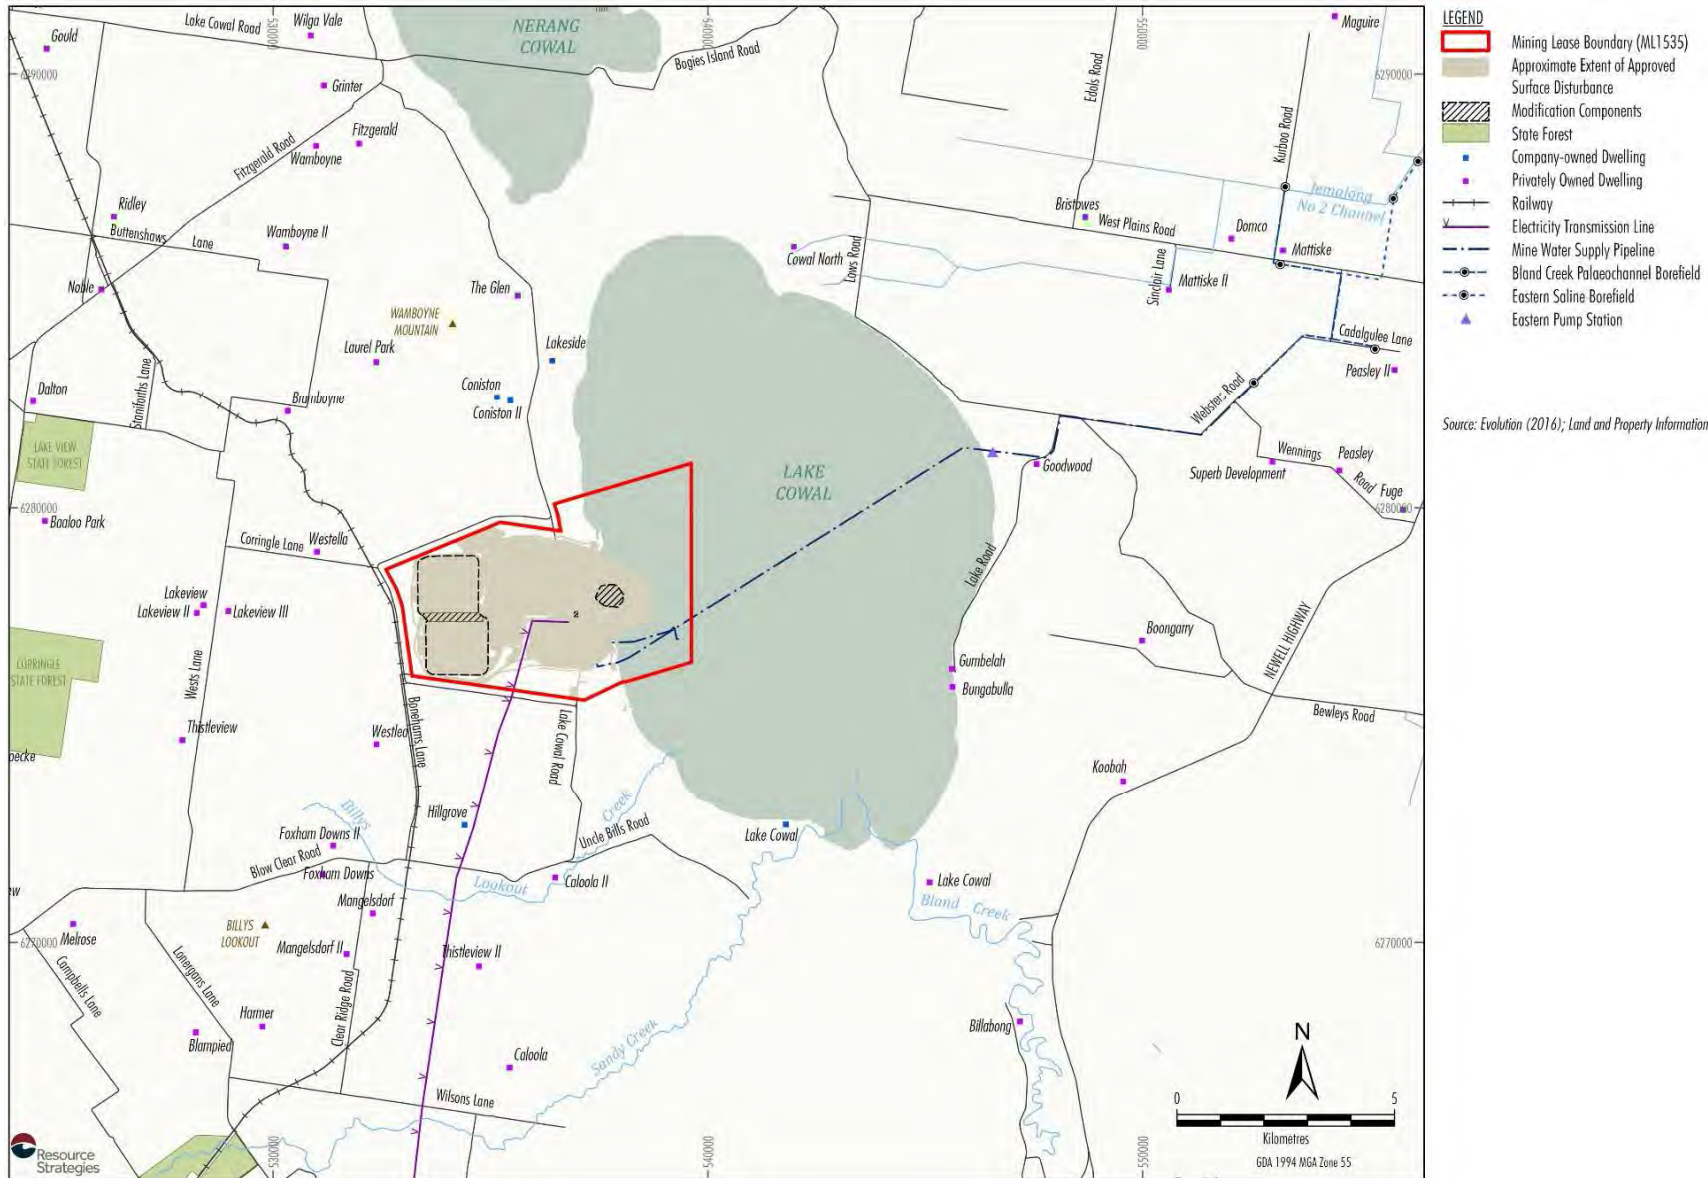 Gould
Lake Cowal Road
Wilga Vale
530000
NERANG
COWAL
540000
Bogies Island Road
550000
Maguire
6290000
6290000
Grinter
Fitzgerald
Fitzgerald Road
Wamboyne
Edols Road
Kurboo Road
Jemalong
No 2 Channel
Ridley
Buttenshaws Lane
Wamboyne II
Bristowes
West Plains Road
Domco
Mattiske
Cowal North
Lows Road
Sinclair Lane
Mattiske II
Noble
The Glen
WAMBOYNE
MOUNTAIN
Laurel Park
Lakeside
Cadalgulee Lane
Peasley II
Dalton
Staniforths Lane
Brumboyne
Coniston
Coniston II
Websters Road
LAKE VIEW
STATE FOREST
LAKE
COWAL
Goodwood
Superb Development
Wennings Road
Peasley
Fuge
6280000
6280000
Baaloo Park
Corringle Lane
Westella
Lake Road
Lakeview
Lakeview II
Lakeview III
2
Boongarry
NEWELL HIGHWAY
CORRINGLE
STATE FOREST
Wests Lane
Gumbelah
Bungabulla
Bonehams Lane
Lake Cowal Road
Bewleys Road
Thistleview
Westlea
oecke
Koobah
Billys
Creek
Hillgrove
Lake Cowal
Uncle Bills Road
Foxham Downs II
Blow Clear Road
Foxham Downs
Lookout
Caloola II
Lake Cowal
Bland Creek
ew
Mangelsdorf
BILLYS
LOOKOUT
Melrose
Mangelsdorf II
6270000
6270000
Thistleview II
Campbells Lane
Lonergans Lane
Clear Ridge Road
Harmer
Blampied
Billabong
Sandy Creek
Caloola
Wilsons Lane
530000
540000
550000
Resource
Strategies
N
0 5
Kilometres
GDA 1994 MGA Zone 55
LEGEND
Mining Lease Boundary (ML1535)
Approximate Extent of Approved
Surface Disturbance
Modification Components
State Forest
Company-owned Dwelling
Privately Owned Dwelling
Railway
Electricity Transmission Line
Mine Water Supply Pipeline
Bland Creek Palaeochannel Borefield
Eastern Saline Borefield
Eastern Pump Station
Source: Evolution (2016); Land and Property Information